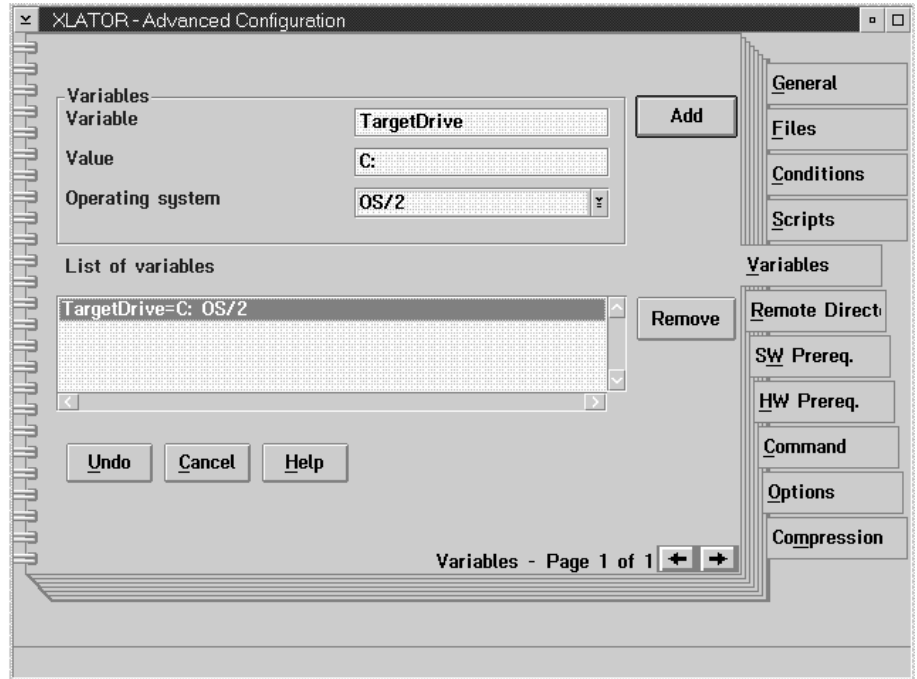 XLATOR - Advanced Configuration
Variables
Variable TargetDrive
Value C:
Operating system OS/2
Add
List of variables
TargetDrive=C: OS/2
Remove
Undo Cancel Help
Variables - Page 1 of 1
General
Files
Conditions
Scripts
Variables
Remote Direct
SW Prereq.
HW Prereq.
Command
Options
Compression